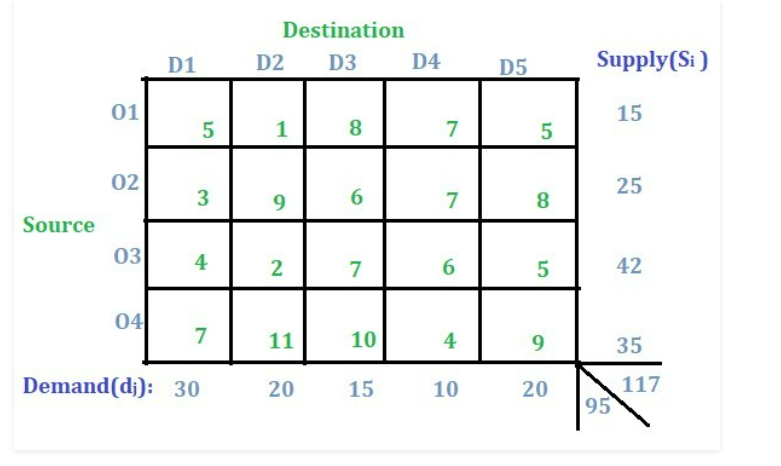 Destination
D1 D2 D3 D4 D5 Supply(Si)
O1 5 1 8 7 5 15
O2 3 9 6 7 8 25
Source
O3 4 2 7 6 5 42
O4 7 11 10 4 9 35
Demand(dj): 30 20 15 10 20 95 117